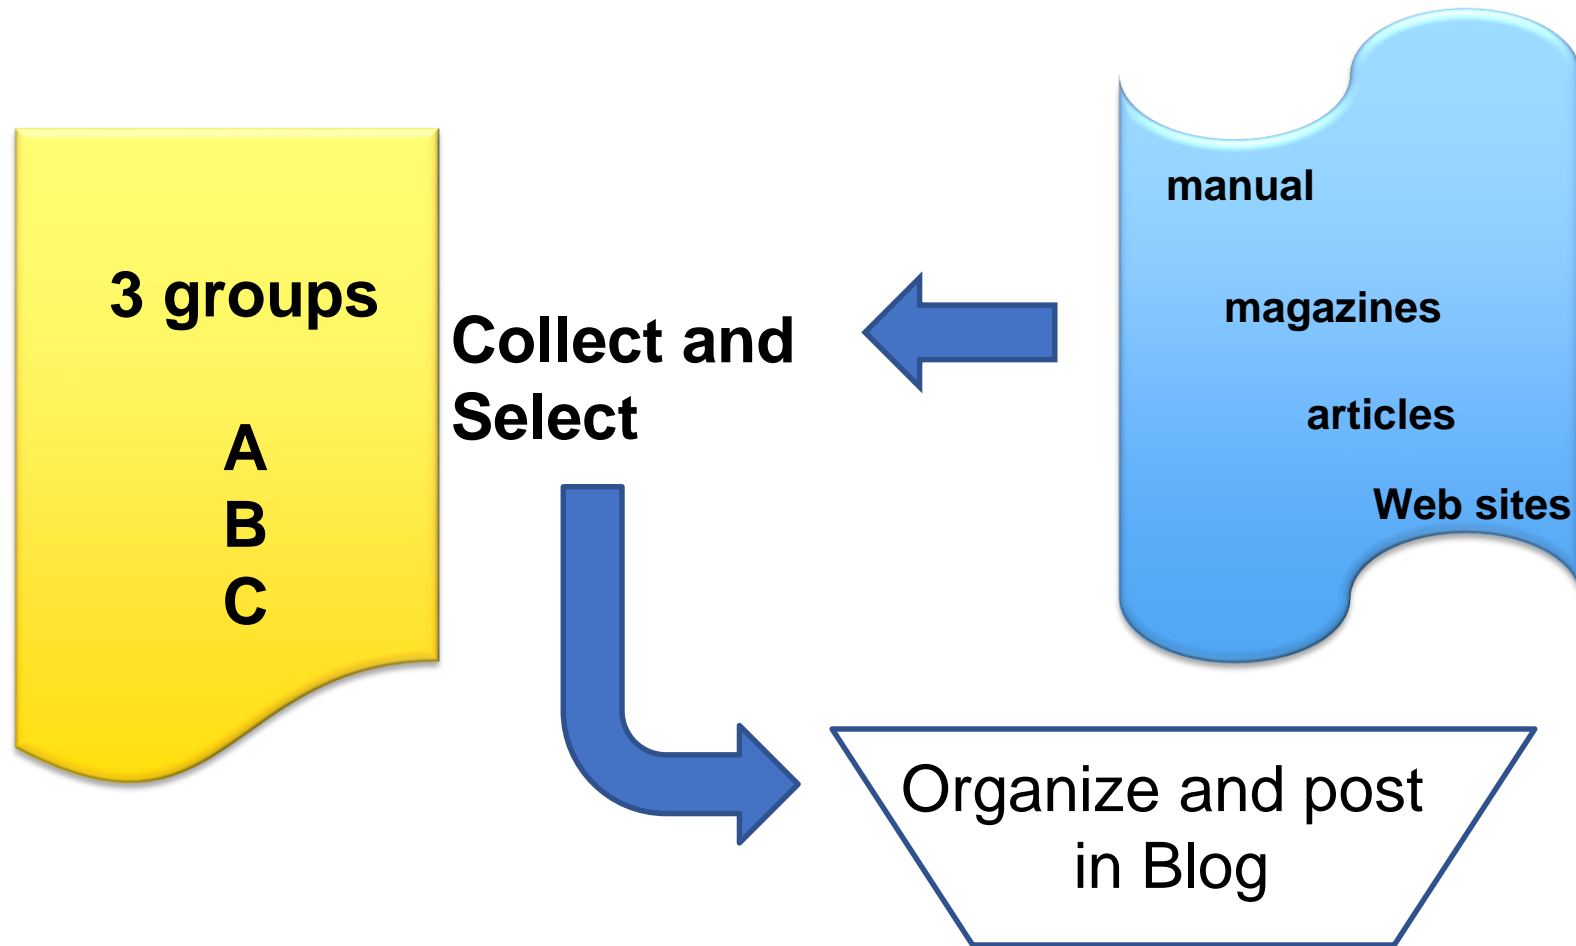 3 groups
A
B
C
Collect and
Select
manual
magazines
articles
Web sites
Organize and post
in Blog